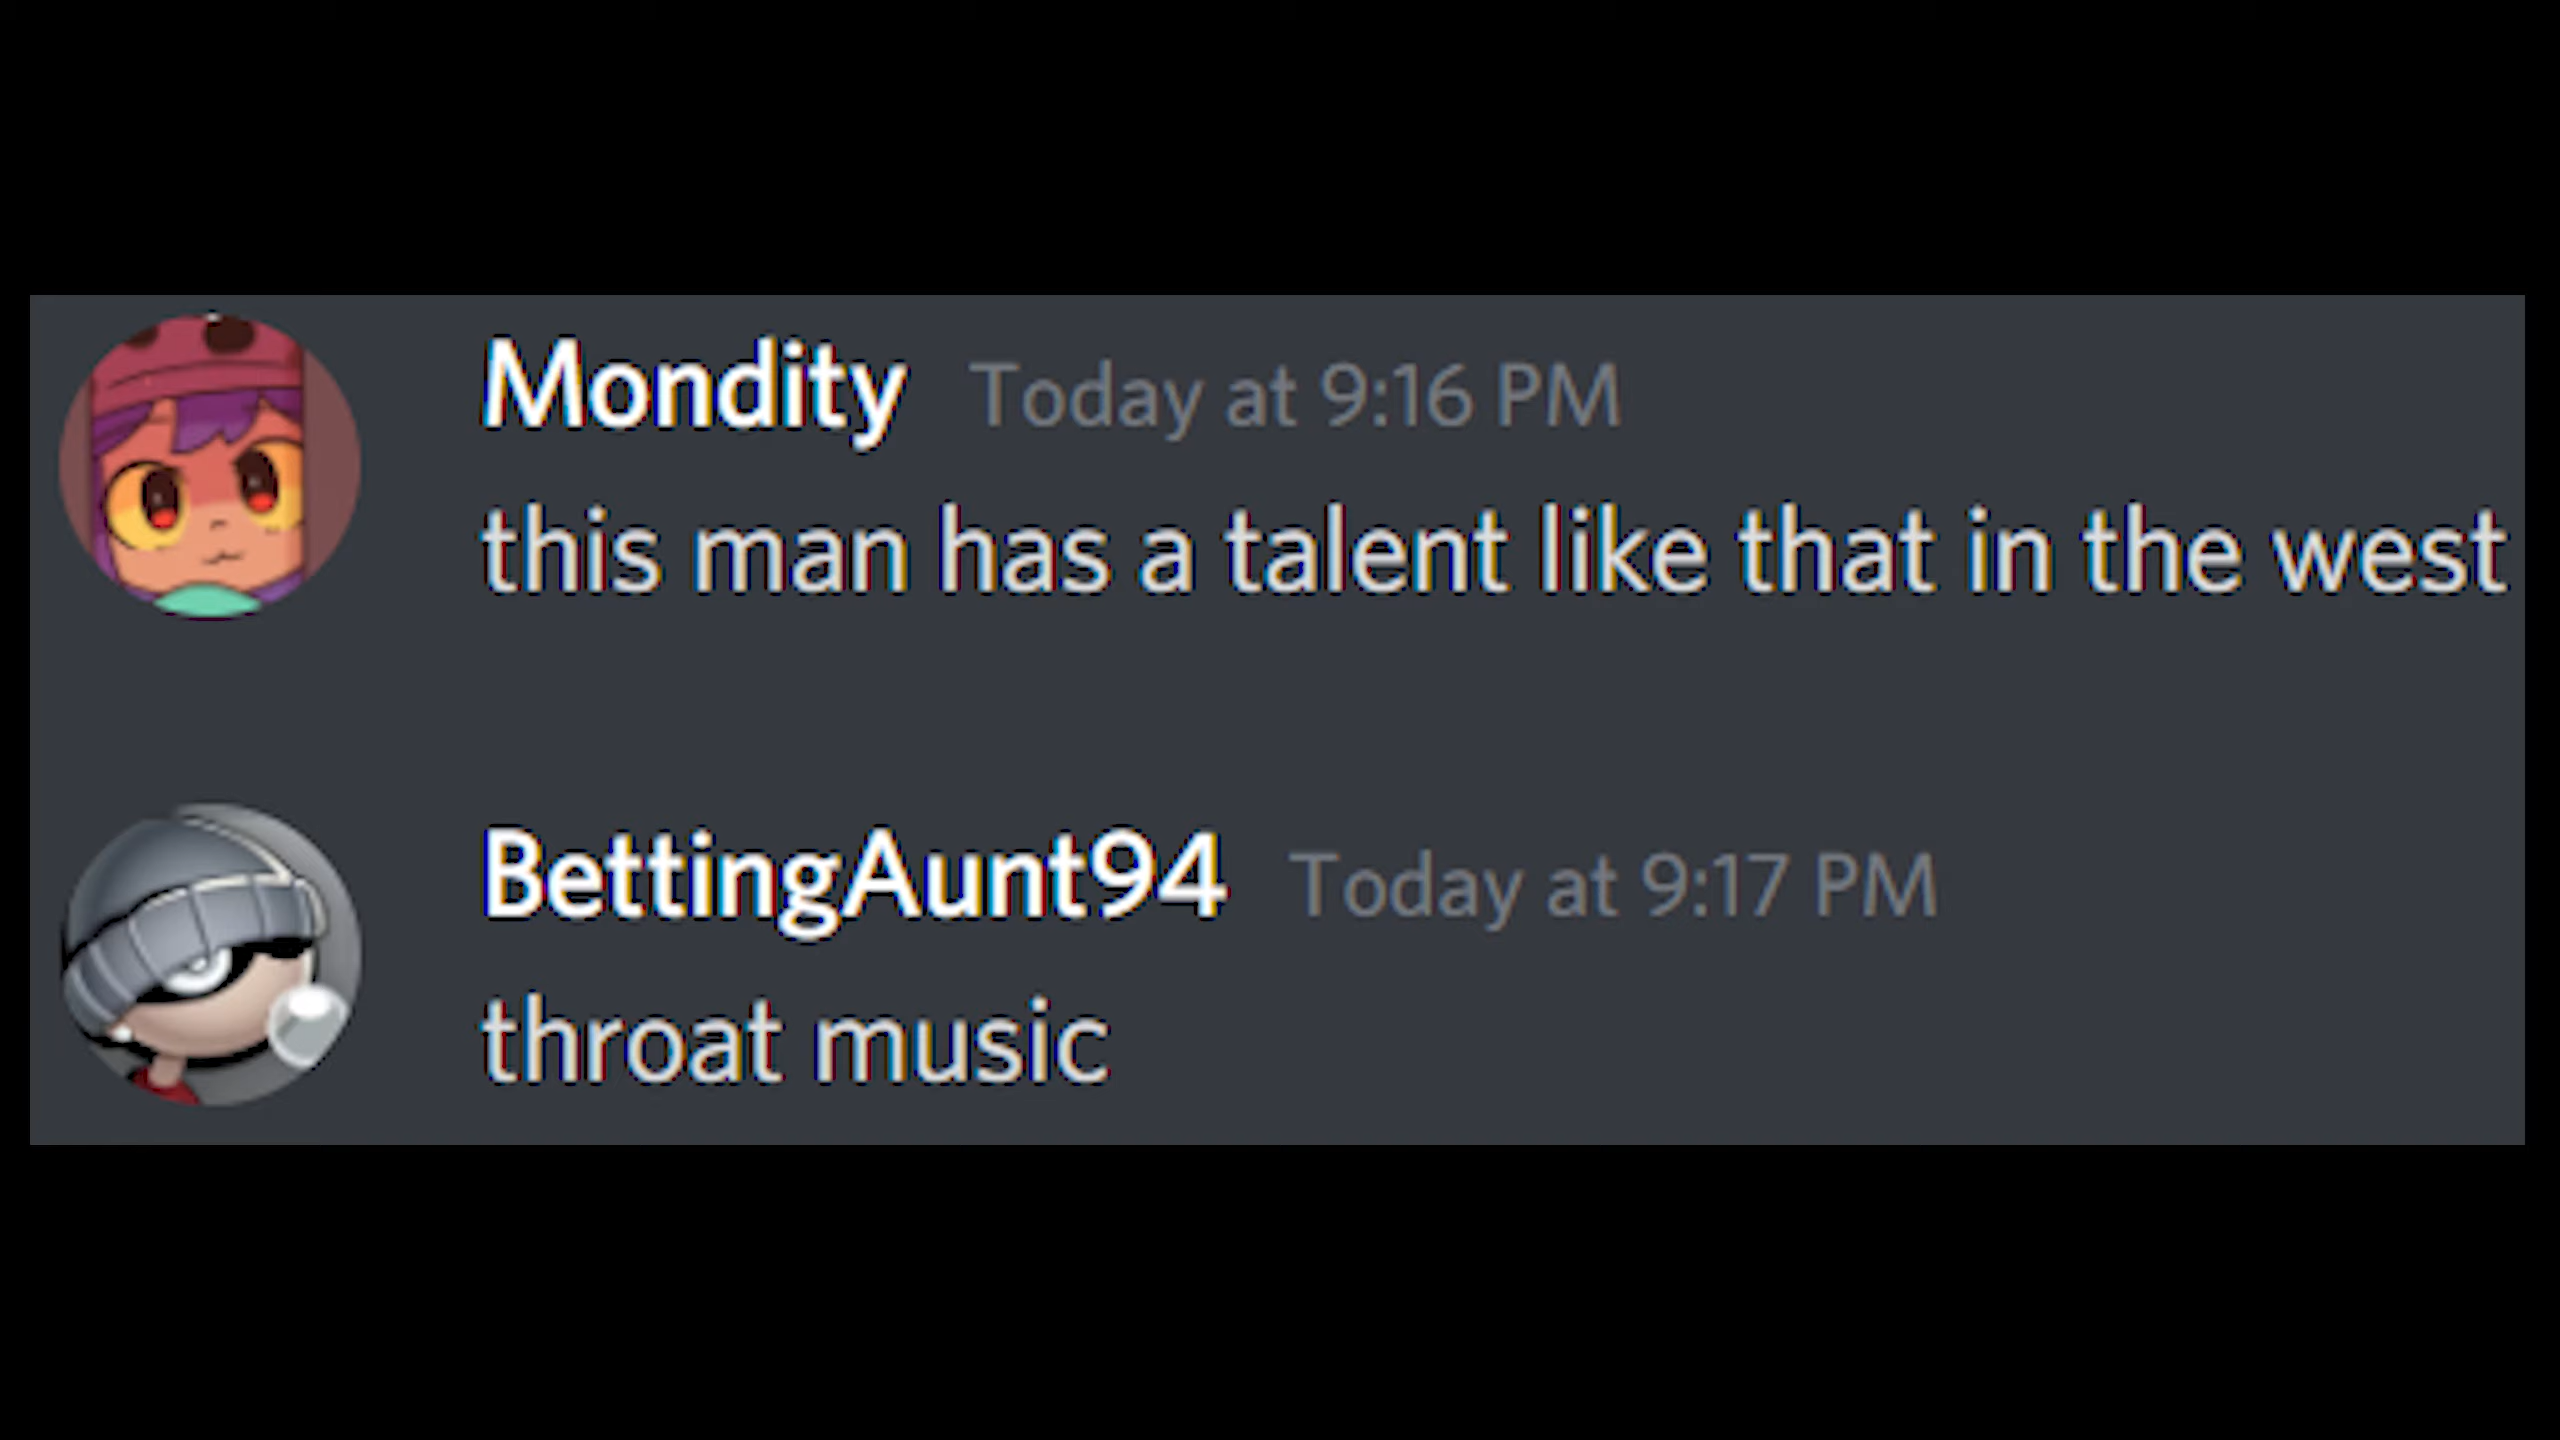 Mondity Today at 9:16 PM
this man has a talent like that in the west
BettingAunt94 Today at 9:17 PM
throat music